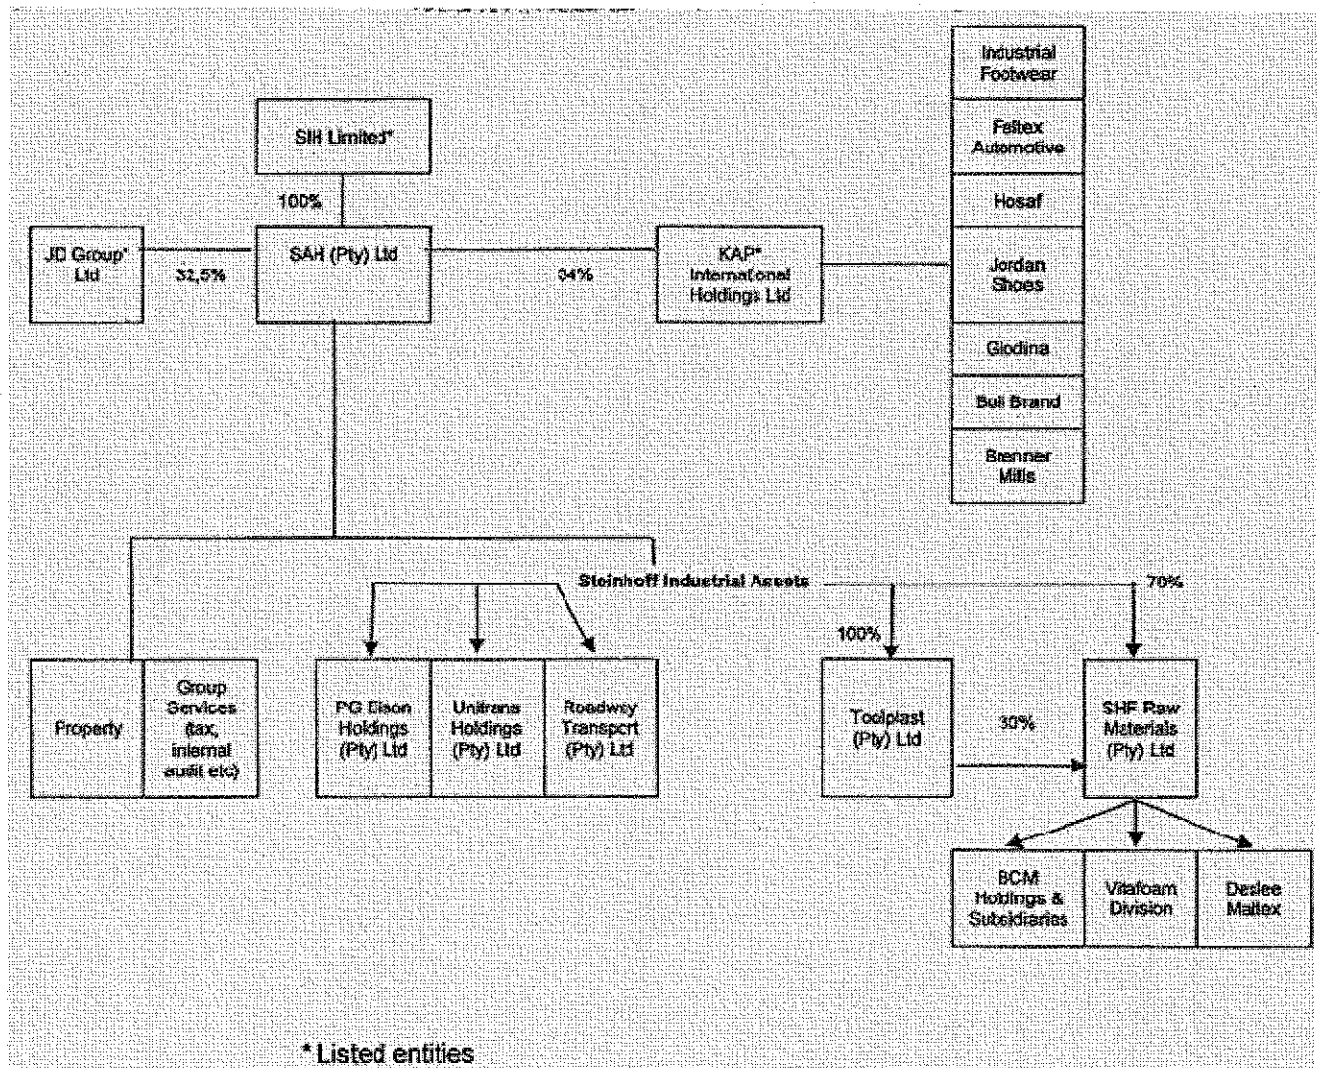 SIH Limited*
100%
JD Group*
Ltd
32,5%
SAH (Pty) Ltd
34%
KAP*
International
Holdings Ltd
Industrial
Footwear
Feltex
Automotive
Hosaf
Jordan
Shoes
Glodina
Bull Brand
Brenner
Mills
Steinhoff Industrial Assets
70%
100%
Property
Group
Services
(tax,
internal
audit etc)
PG Bison
Holdings
(Pty) Ltd
Unitrans
Holdings
(Pty) Ltd
Roadway
Transport
(Pty) Ltd
Toolplast
(Pty) Ltd
30%
SHF Raw
Materials
(Pty) Ltd
BCM
Holdings &
Subsidiaries
Vitafoam
Division
Deslee
Mattex
* Listed entities